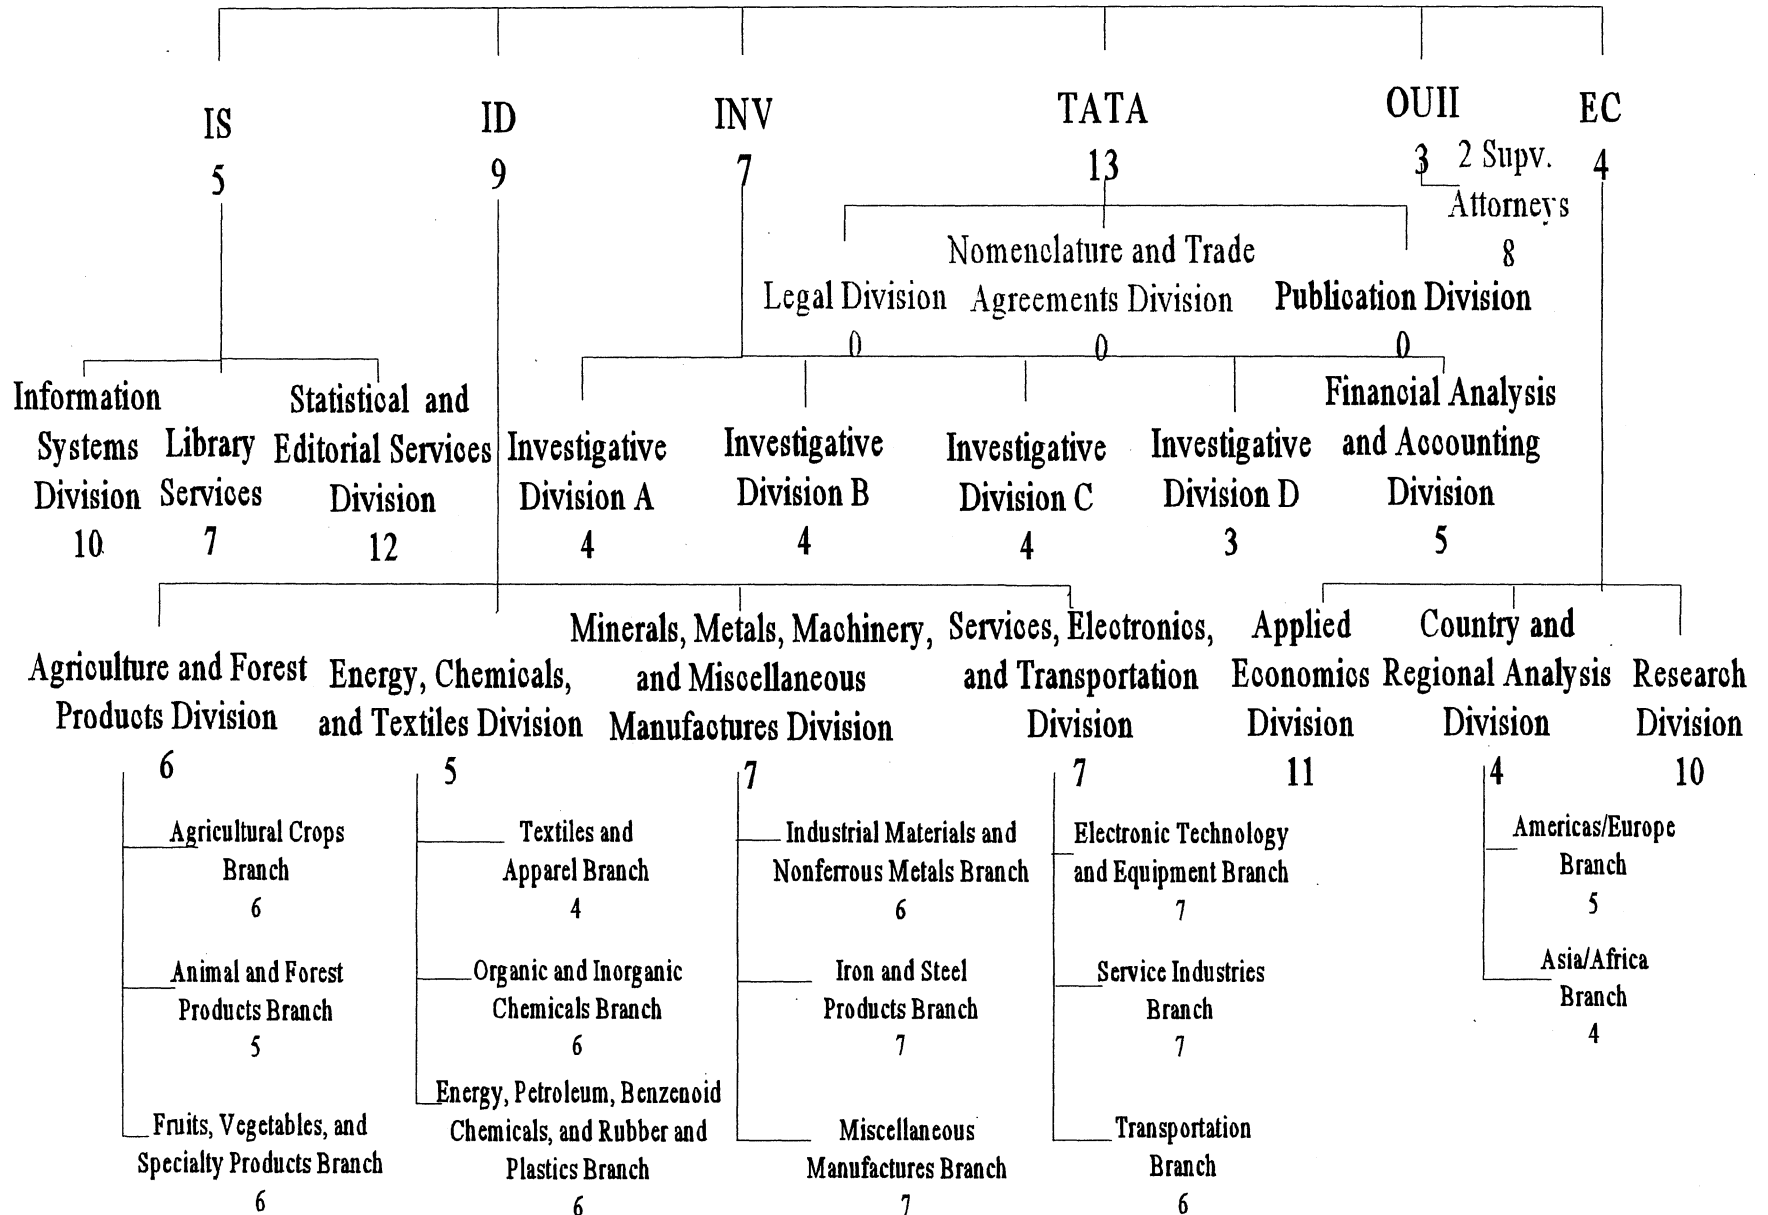 IS
5
ID
9
INV
7
TATA
13
OUII
3
2 Supv.
Attorneys
8
EC
4
Legal Division
0
Nomenclature and Trade
Agreements Division
0
Publication Division
0
Information
Systems
Division
10
Library
Services
7
Statistical and
Editorial Services
Division
12
Investigative
Division A
4
Investigative
Division B
4
Investigative
Division C
4
Investigative
Division D
3
Financial Analysis
and Accounting
Division
5
Agriculture and Forest
Products Division
6
Energy, Chemicals,
and Textiles Division
5
Minerals, Metals, Machinery,
and Miscellaneous
Manufactures Division
7
Services, Electronics,
and Transportation
Division
7
Applied
Economics
Division
11
Country and
Regional Analysis
Division
4
Research
Division
10
Agricultural Crops
Branch
6
Animal and Forest
Products Branch
5
Fruits, Vegetables, and
Specialty Products Branch
6
Textiles and
Apparel Branch
4
Organic and Inorganic
Chemicals Branch
6
Energy, Petroleum, Benzenoid
Chemicals, and Rubber and
Plastics Branch
6
Industrial Materials and
Nonferrous Metals Branch
6
Iron and Steel
Products Branch
7
Miscellaneous
Manufactures Branch
7
Electronic Technology
and Equipment Branch
7
Service Industries
Branch
7
Transportation
Branch
6
Americas/Europe
Branch
5
Asia/Africa
Branch
4